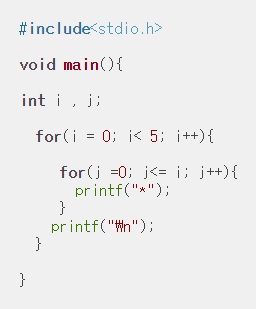 #include<stdio.h>
void main(){
int i , j;
for(i = 0; i< 5; i++){
for(j =0; j<= i; j++){
printf("*");
}
printf("₩n");
}
}